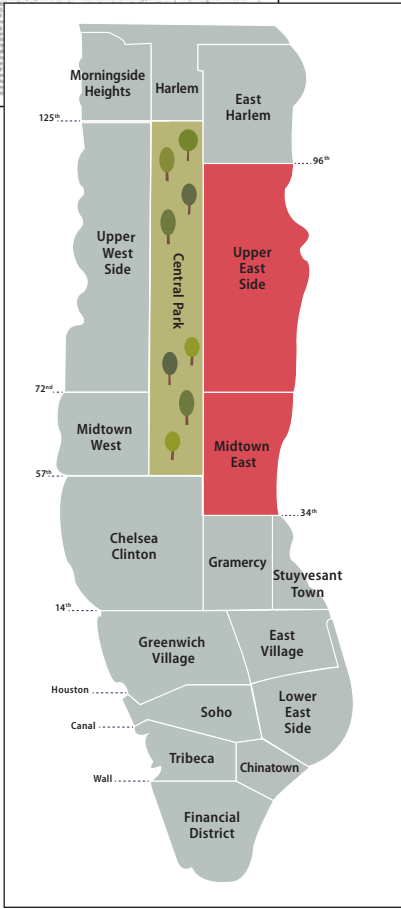 Morningside
Heights
Harlem
East
Harlem
125th
96th
Upper
West
Side
Central Park
Upper
East
Side
72nd
Midtown
West
Midtown
East
57th
34th
Chelsea
Clinton
Gramercy
Stuyvesant
Town
14th
Greenwich
Village
East
Village
Houston
Soho
Lower
East
Side
Canal
Tribeca
Chinatown
Wall
Financial
District